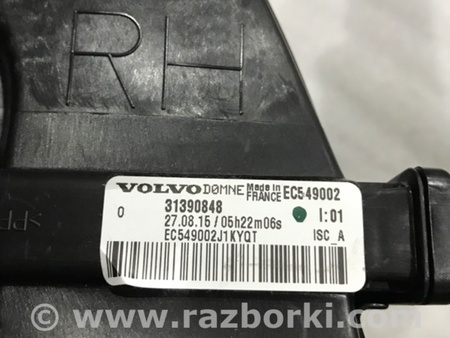 RH
VOLVO DØMNE Made in FRANCE EC549002
0 31390848 I:01
27.08.15/05h22m06s
EC549002J1KYQT ISC_A
www.razborki.com